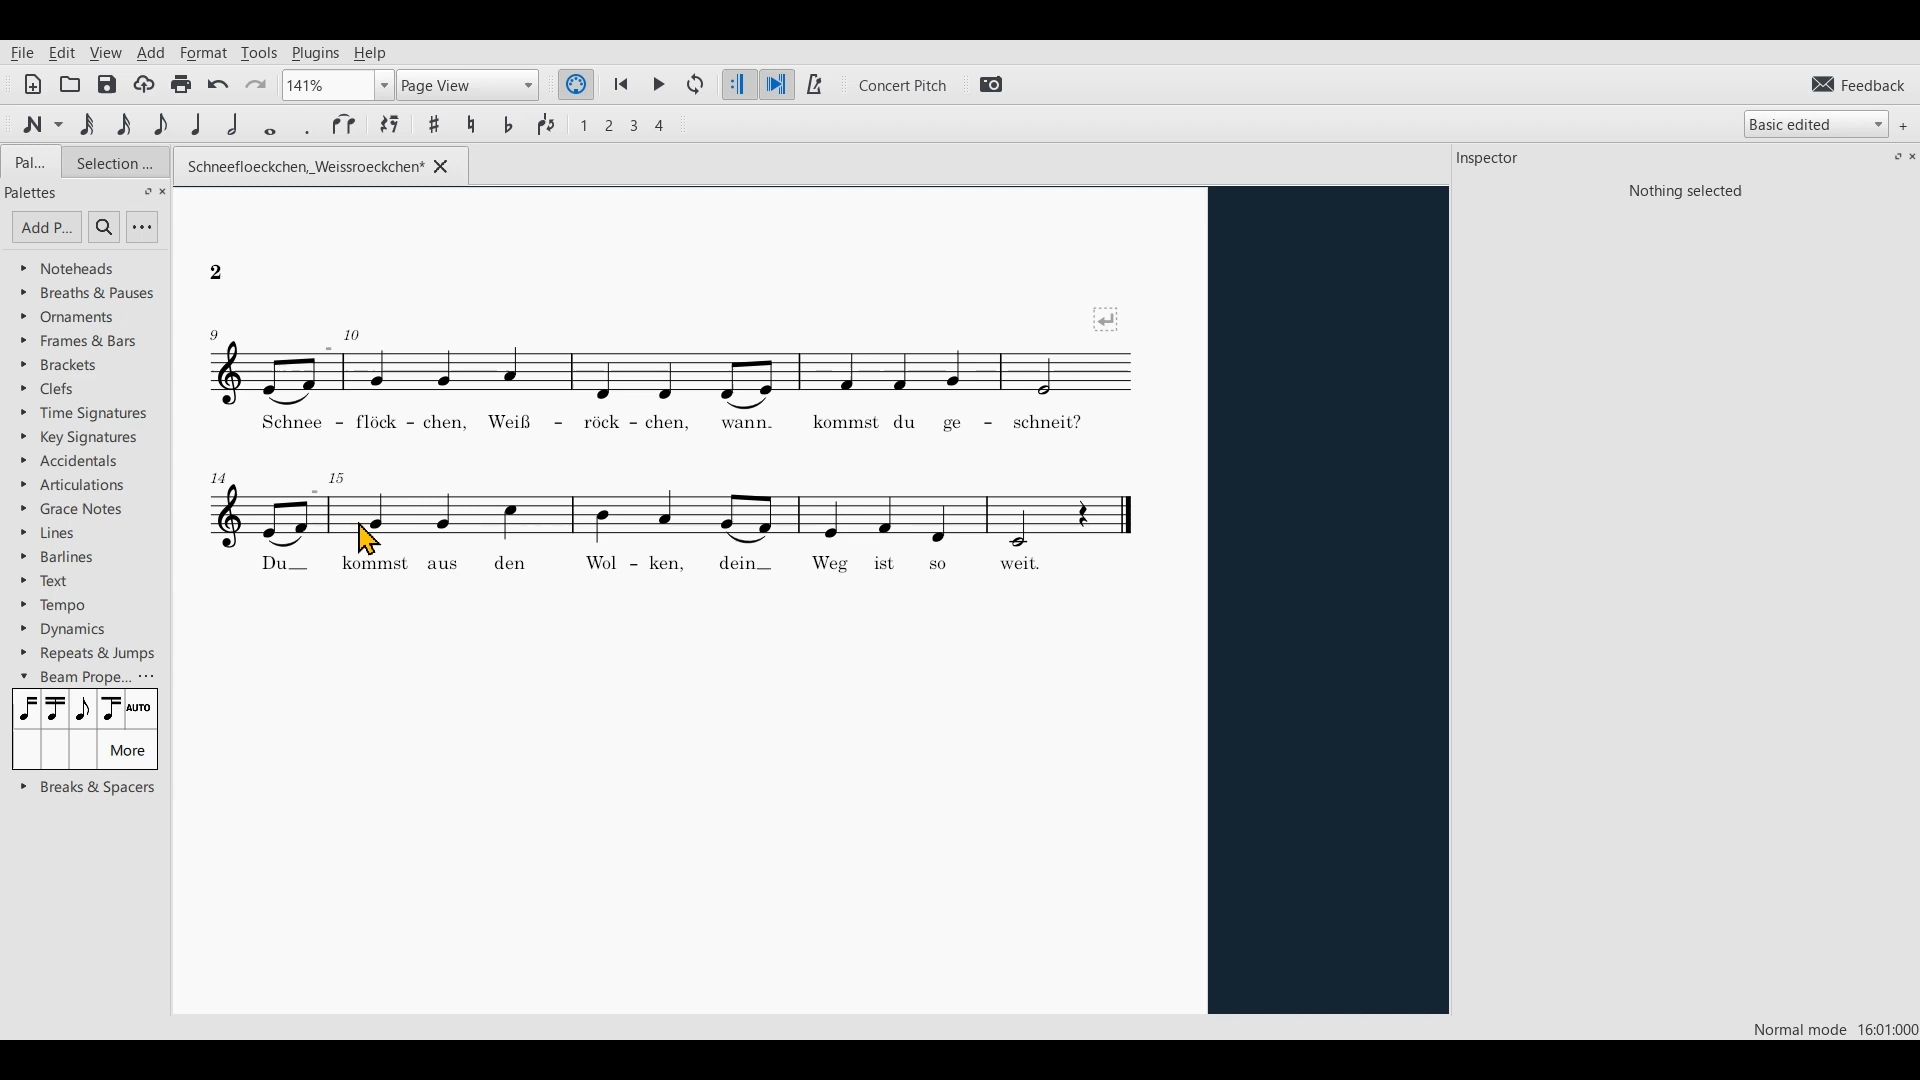 File Edit View Add Format Tools Plugins Help
141% Page View Concert Pitch Feedback
1 2 3 4 Basic edited +
Pal... Selection ... Schneefloeckchen,_Weissroeckchen* Inspector
Palettes Nothing selected
Add P... ...
Noteheads
Breaths & Pauses
Ornaments
Frames & Bars
Brackets
Clefs
Time Signatures
Key Signatures
Accidentals
Articulations
Grace Notes
Lines
Barlines
Text
Tempo
Dynamics
Repeats & Jumps
Beam Prope... ...
AUTO
More
Breaks & Spacers
2
9 10
Schnee - flöck - chen, Weiß - röck - chen, wann_ kommst du ge - schneit?
14 15
Du_ kommst aus den Wol - ken, dein_ Weg ist so weit.
Normal mode 16:01:000